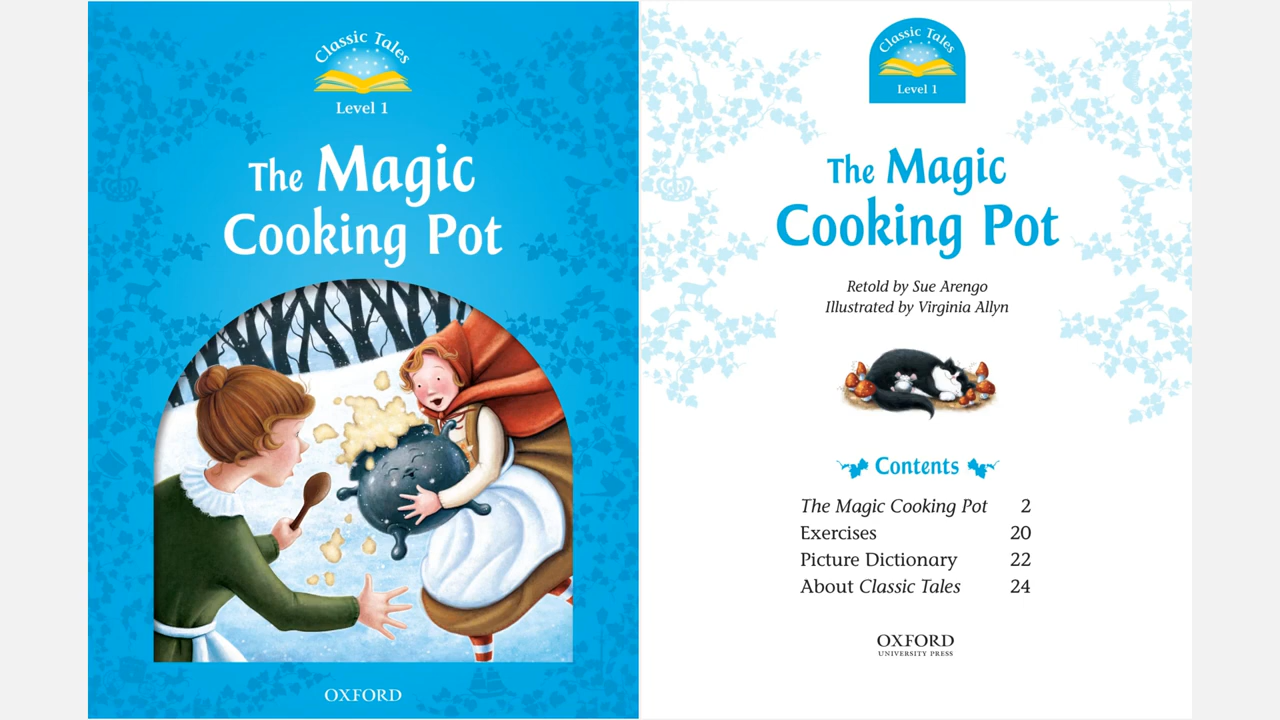 Classic Tales
Level 1
The Magic
Cooking Pot
OXFORD
Classic Tales
Level 1
The Magic
Cooking Pot
Retold by Sue Arengo
Illustrated by Virginia Allyn
Contents
The Magic Cooking Pot 2
Exercises 20
Picture Dictionary 22
About Classic Tales 24
OXFORD
UNIVERSITY PRESS